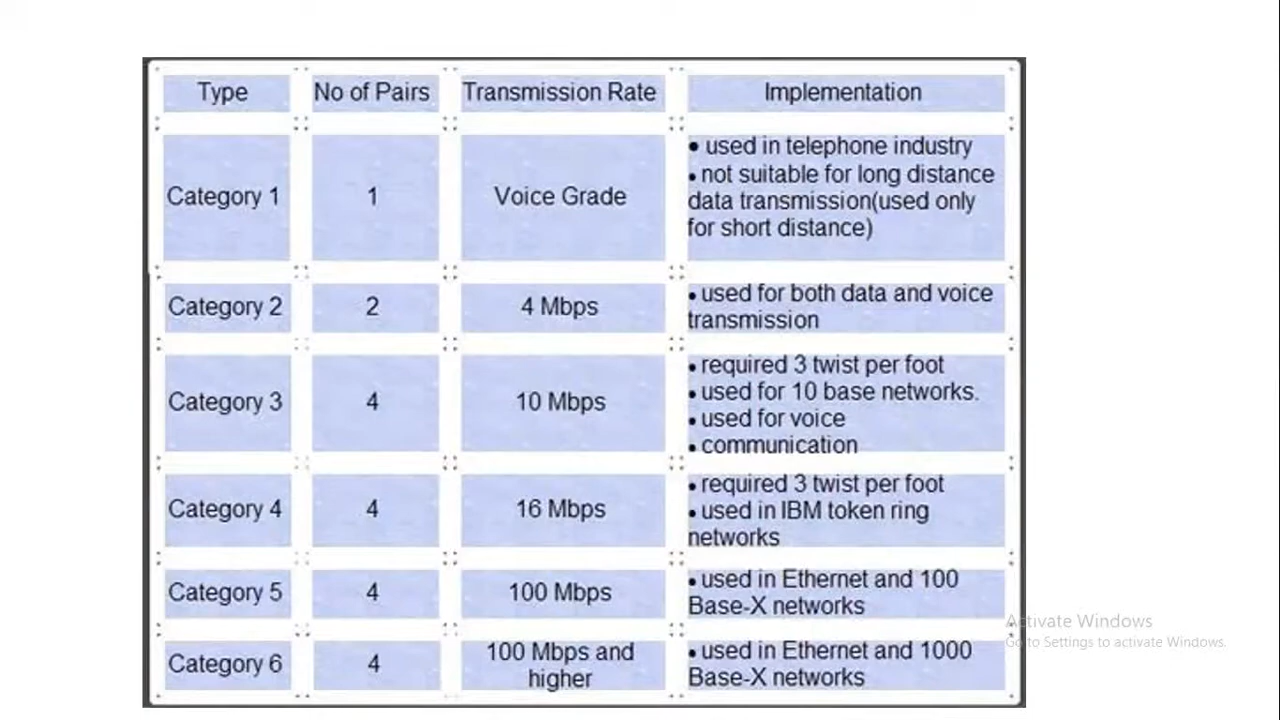 Type No of Pairs Transmission Rate Implementation
Category 1 1 Voice Grade
• used in telephone industry
• not suitable for long distance
data transmission(used only
for short distance)
Category 2 2 4 Mbps
• used for both data and voice
transmission
Category 3 4 10 Mbps
• required 3 twist per foot
• used for 10 base networks.
• used for voice
• communication
Category 4 4 16 Mbps
• required 3 twist per foot
• used in IBM token ring
networks
Category 5 4 100 Mbps
• used in Ethernet and 100
Base-X networks
Category 6 4 100 Mbps and
higher
• used in Ethernet and 1000
Base-X networks
Activate Windows
Go to Settings to activate Windows.